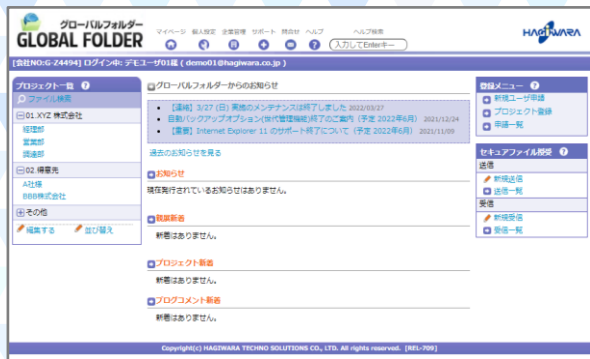 グローバルフォルダー
GLOBAL FOLDER
マイページ 個人設定 企業管理 サポート 問合せ ヘルプ ヘルプ検索
入力してEnterキー
HAGIWARA
[会社NO:G-Z4494] ログイン中: デモユーザ01様 ( demo01@hagiwara.co.jp )
プロジェクト一覧
ファイル検索
01.XYZ 株式会社
経理部
営業部
調達部
02.得意先
A社様
BBB株式会社
その他
編集する 並び替え
グローバルフォルダーからのお知らせ
【連絡】3/27 (日) 実施のメンテナンスは終了しました 2022/03/27
自動バックアップオプション(世代管理機能)終了のご案内（予定 2022年6月） 2021/12/24
【重要】Internet Explorer 11 のサポート終了について（予定 2022年6月） 2021/11/09
過去のお知らせを見る
お知らせ
現在発行されているお知らせはありません。
親展新着
新着はありません。
プロジェクト新着
新着はありません。
ブログコメント新着
新着はありません。
登録メニュー
新規ユーザ申請
プロジェクト登録
申請一覧
セキュアファイル授受
送信
新規送信
送信一覧
受信
新規受信
受信一覧
Copyright(c) HAGIWARA TECHNO SOLUTIONS CO., LTD. All rights reserved. [REL-709]